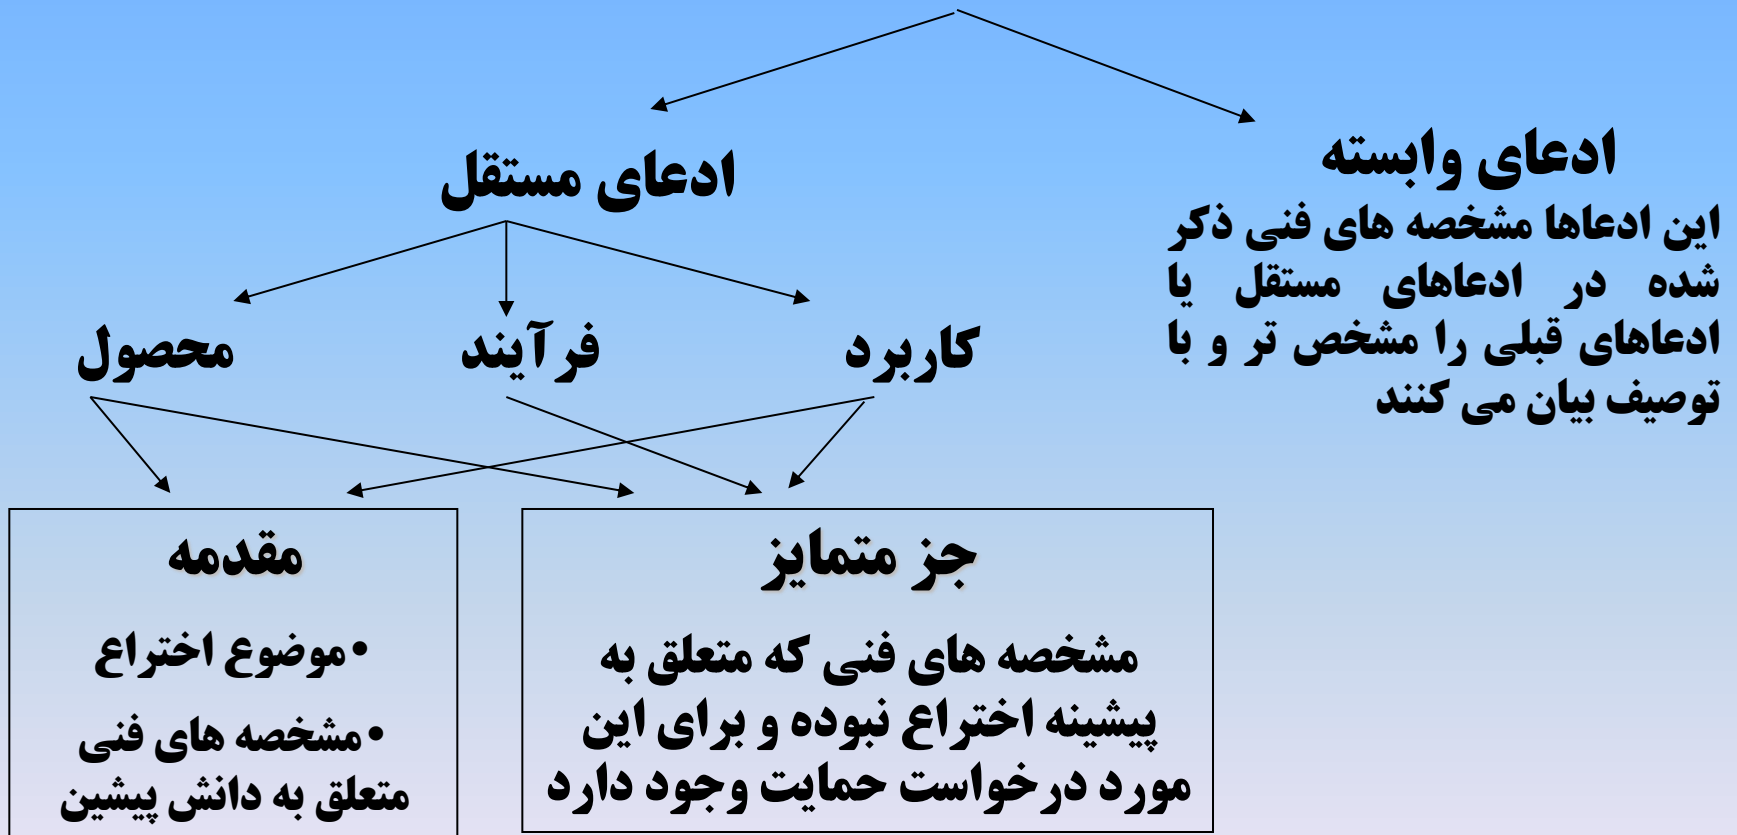 ادعای وابسته
این ادعاها مشخصه های فنی ذکر
شده در ادعاهای مستقل یا
ادعاهای قبلی را مشخص تر و با
توصیف بیان می کنند
ادعای مستقل
کاربرد
فرآیند
محصول
جز متمایز
مشخصه های فنی که متعلق به
پیشینه اختراع نبوده و برای این
مورد درخواست حمایت وجود دارد
مقدمه
•موضوع اختراع
•مشخصه های فنی
متعلق به دانش پیشین